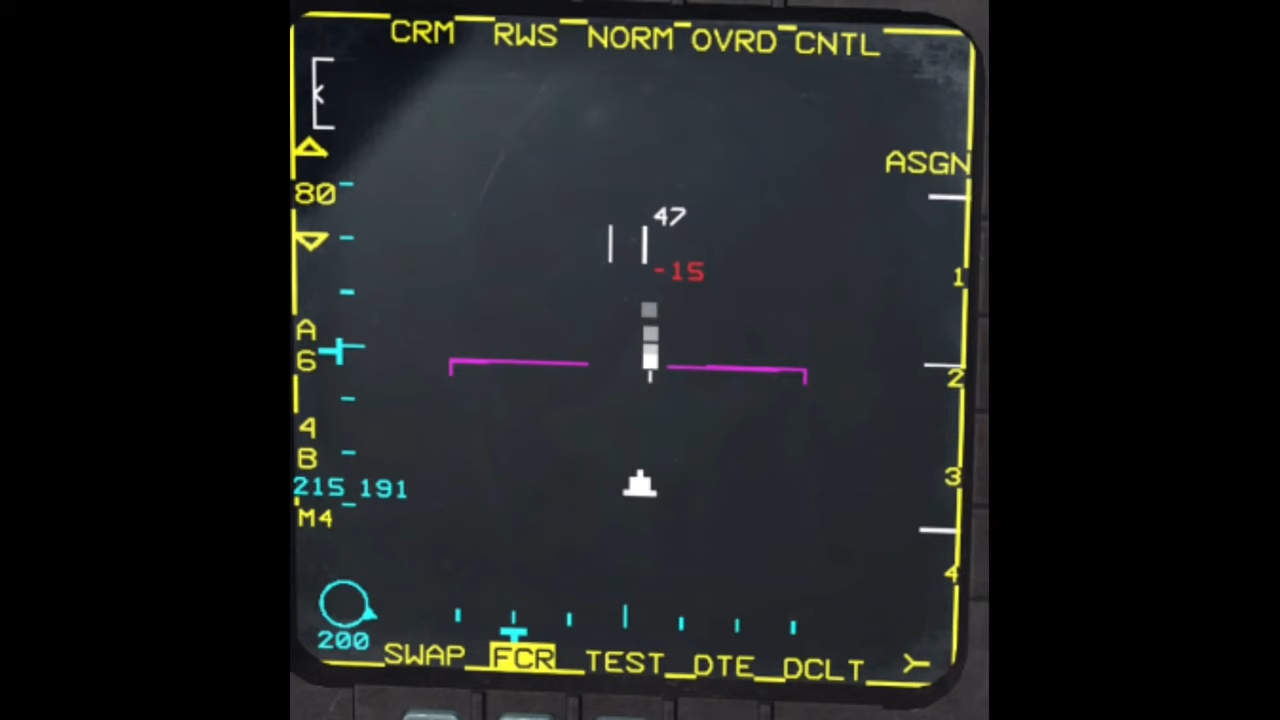 CRM RWS NORM OVRD CNTL
ASGN
80
47
-15
1
A
6
2
4
B
3
215 191
M4
4
200
SWAP FCR TEST DTE DCLT